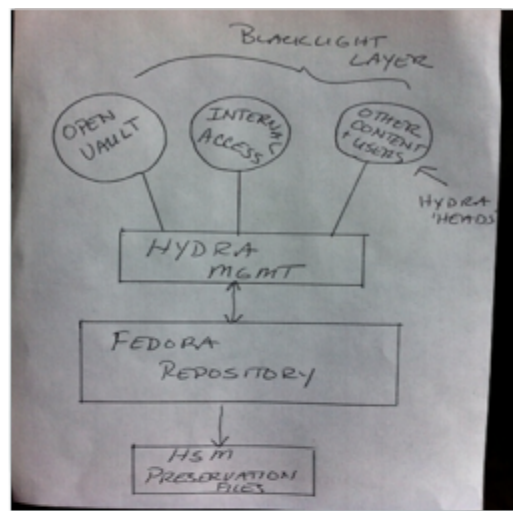 BLACKLIGHT
LAYER
OPEN
VAULT
INTERNAL
ACCESS
OTHER
CONTENT
+ USERS
HYDRA
'HEADS'
HYDRA
MGMT
FEDORA
REPOSITORY
HSM
PRESERVATION
FILES